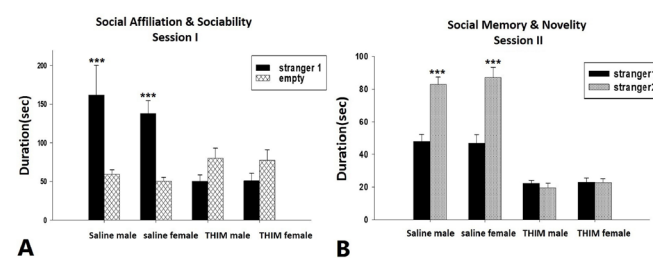 Social Affiliation & Sociability
Session I
Duration(sec)
200
150
100
50
0
***
***
stranger 1
empty
Saline male
saline female
THIM male
THIM female
A
Social Memory & Novelity
Session II
Duration(sec)
100
80
60
40
20
0
***
***
stranger1
stranger2
Saline male
saline female
THIM male
THIM female
B